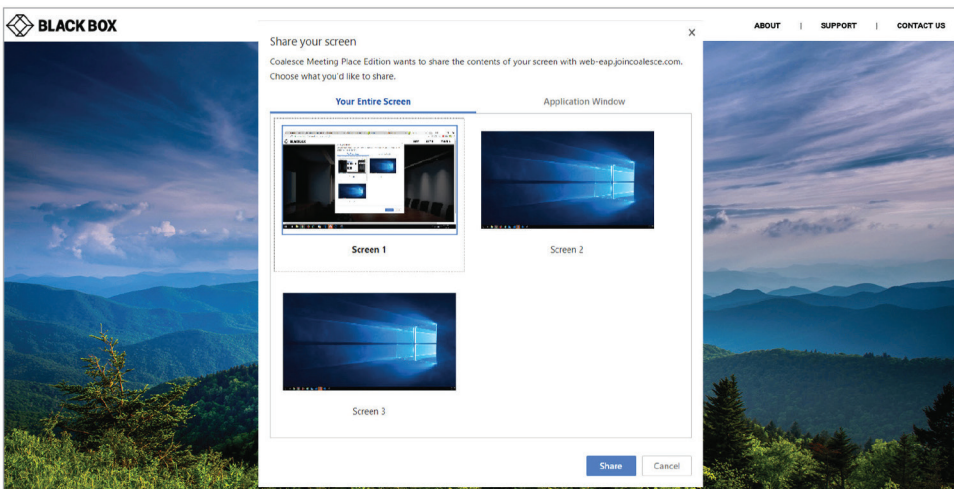 BLACK BOX
ABOUT | SUPPORT | CONTACT US
Share your screen
Coalesce Meeting Place Edition wants to share the contents of your screen with web-eap.joincoalesce.com.
Choose what you'd like to share.
Your Entire Screen
Application Window
Screen 1
Screen 2
Screen 3
Share
Cancel